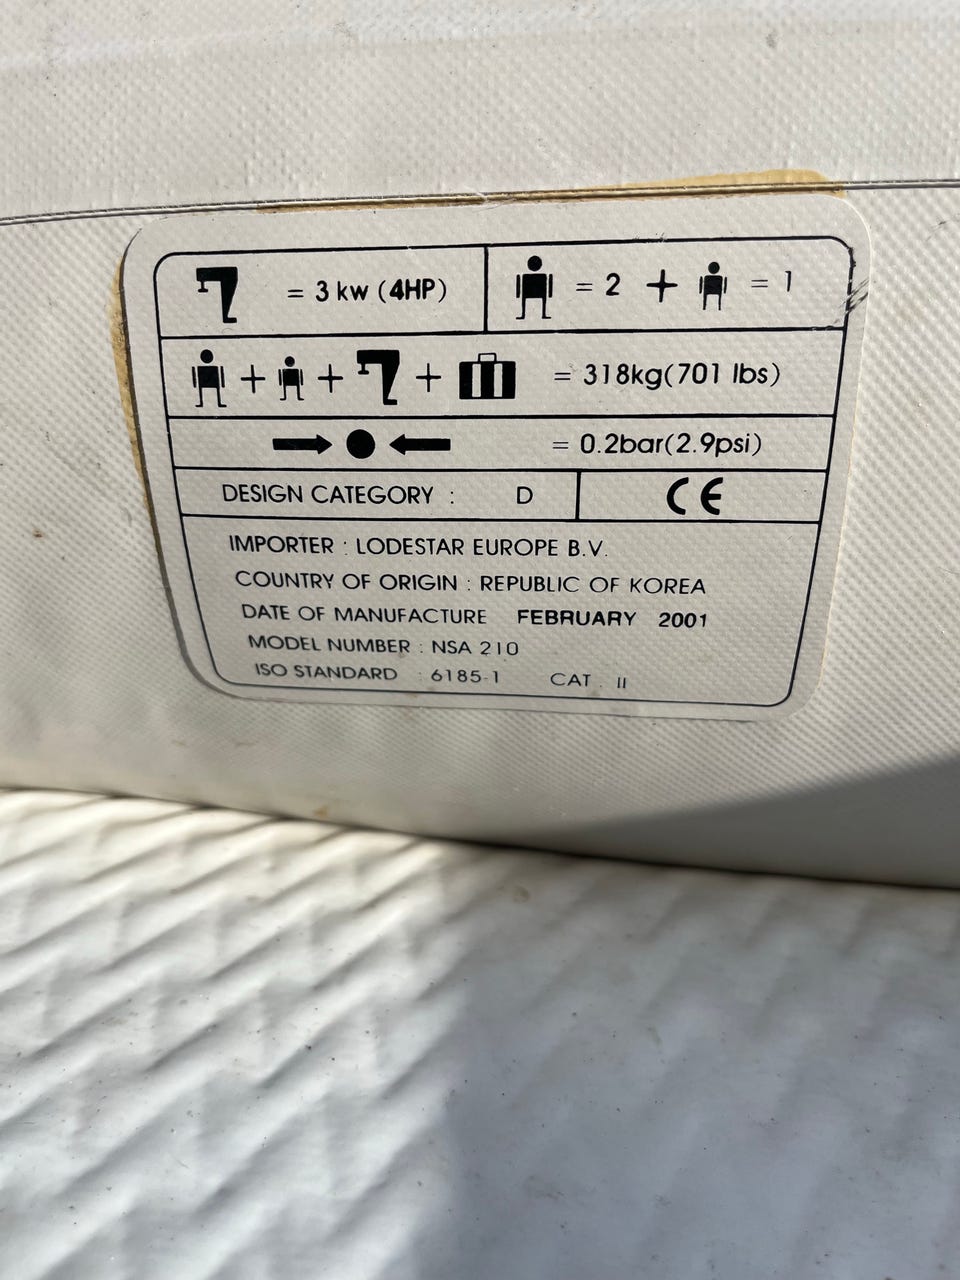 = 3 kw (4HP)
= 2 + = 1
+ + + = 318kg(701 lbs)
= 0.2bar(2.9psi)
DESIGN CATEGORY : D CE
IMPORTER : LODESTAR EUROPE B.V.
COUNTRY OF ORIGIN : REPUBLIC OF KOREA
DATE OF MANUFACTURE FEBRUARY 2001
MODEL NUMBER : NSA 210
ISO STANDARD : 6185-1 CAT. II